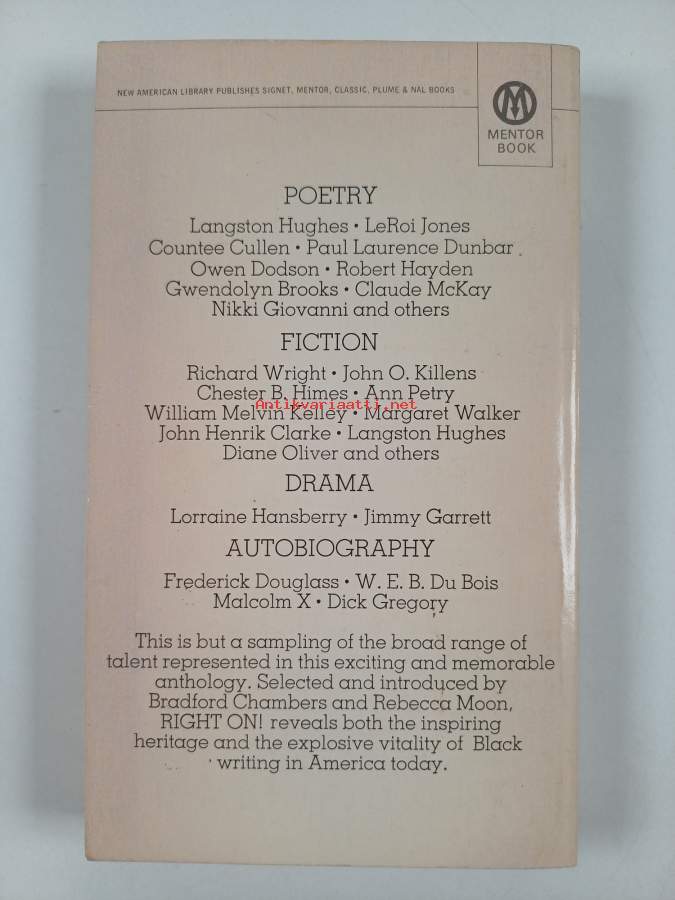 NEW AMERICAN LIBRARY PUBLISHES SIGNET, MENTOR, CLASSIC, PLUME & NAL BOOKS
M
MENTOR
BOOK
POETRY
Langston Hughes • LeRoi Jones
Countee Cullen • Paul Laurence Dunbar
Owen Dodson • Robert Hayden
Gwendolyn Brooks • Claude McKay
Nikki Giovanni and others
FICTION
Richard Wright • John O. Killens
Chester B. Himes • Ann Petry
Antikvariaatti.net
William Melvin Kelley • Margaret Walker
John Henrik Clarke • Langston Hughes
Diane Oliver and others
DRAMA
Lorraine Hansberry • Jimmy Garrett
AUTOBIOGRAPHY
Frederick Douglass • W. E. B. Du Bois
Malcolm X • Dick Gregory
This is but a sampling of the broad range of
talent represented in this exciting and memorable
anthology. Selected and introduced by
Bradford Chambers and Rebecca Moon,
RIGHT ON! reveals both the inspiring
heritage and the explosive vitality of Black
writing in America today.